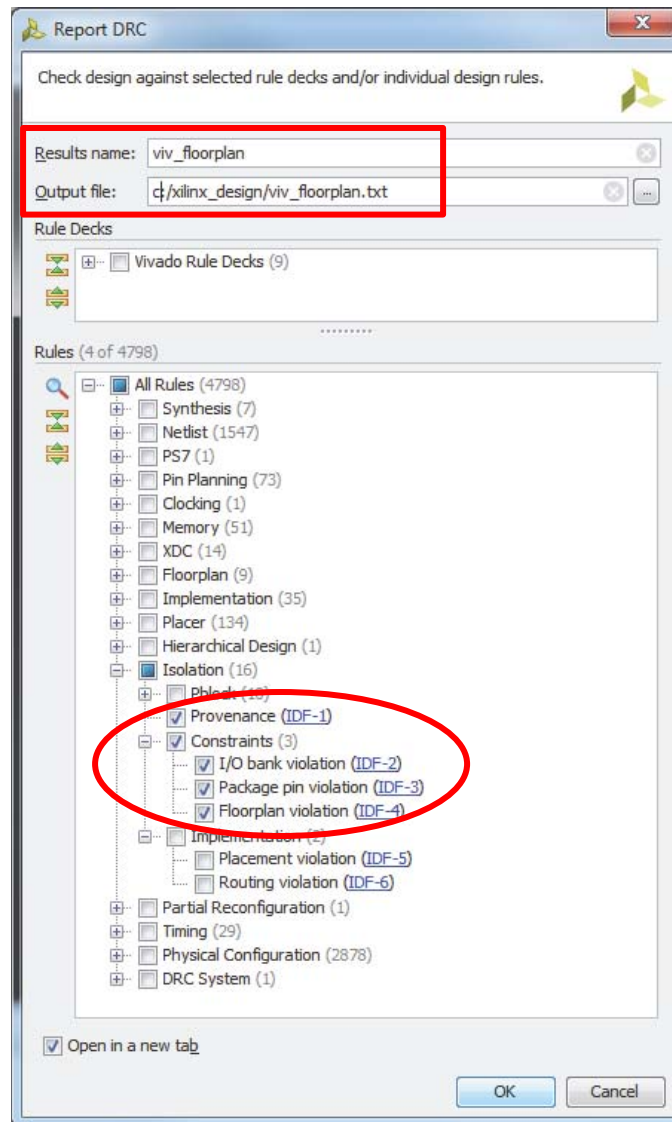 Report DRC
Check design against selected rule decks and/or individual design rules.
Results name: viv_floorplan
Output file: c:/xilinx_design/viv_floorplan.txt
...
Rule Decks
Vivado Rule Decks (9)
Rules (4 of 4798)
All Rules (4798)
Synthesis (7)
Netlist (1547)
PS7 (1)
Pin Planning (73)
Clocking (1)
Memory (51)
XDC (14)
Floorplan (9)
Implementation (35)
Placer (134)
Hierarchical Design (1)
Isolation (16)
Pblock (10)
Provenance (IDF-1)
Constraints (3)
I/O bank violation (IDF-2)
Package pin violation (IDF-3)
Floorplan violation (IDF-4)
Implementation (2)
Placement violation (IDF-5)
Routing violation (IDF-6)
Partial Reconfiguration (1)
Timing (29)
Physical Configuration (2878)
DRC System (1)
Open in a new tab
OK Cancel